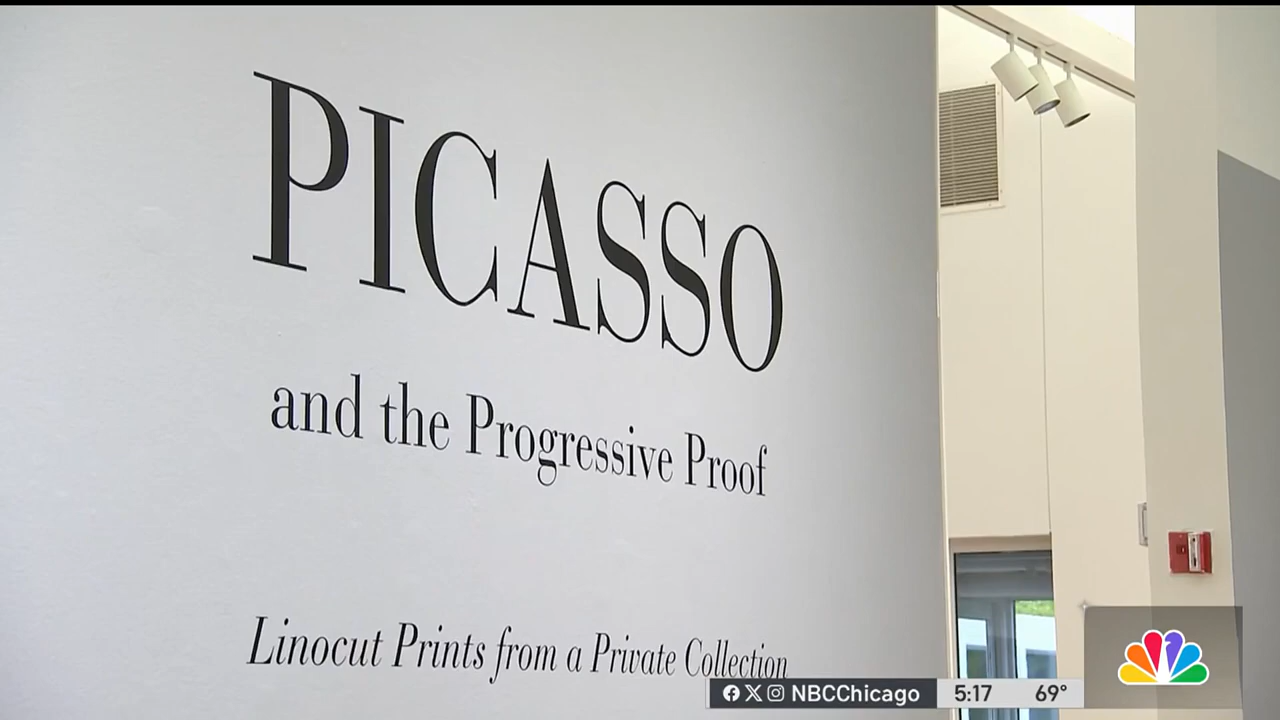 PICASSO
and the Progressive Proof
Linocut Prints from a Private Collection
NBCChicago 5:17 69°